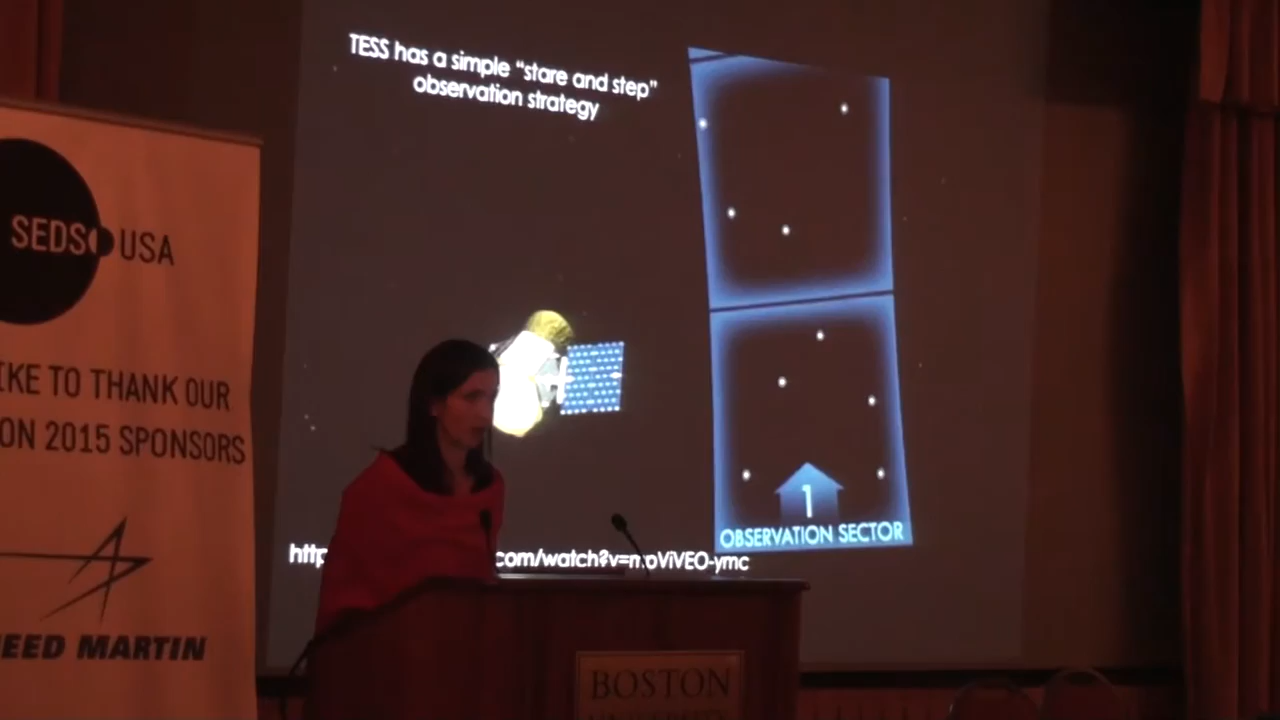 TESS has a simple “stare and step”
observation strategy
SEDS USA
IKE TO THANK OUR
ON 2015 SPONSORS
EED MARTIN
1
OBSERVATION SECTOR
http
com/watch?v=
BOSTON
UNIVERSITY